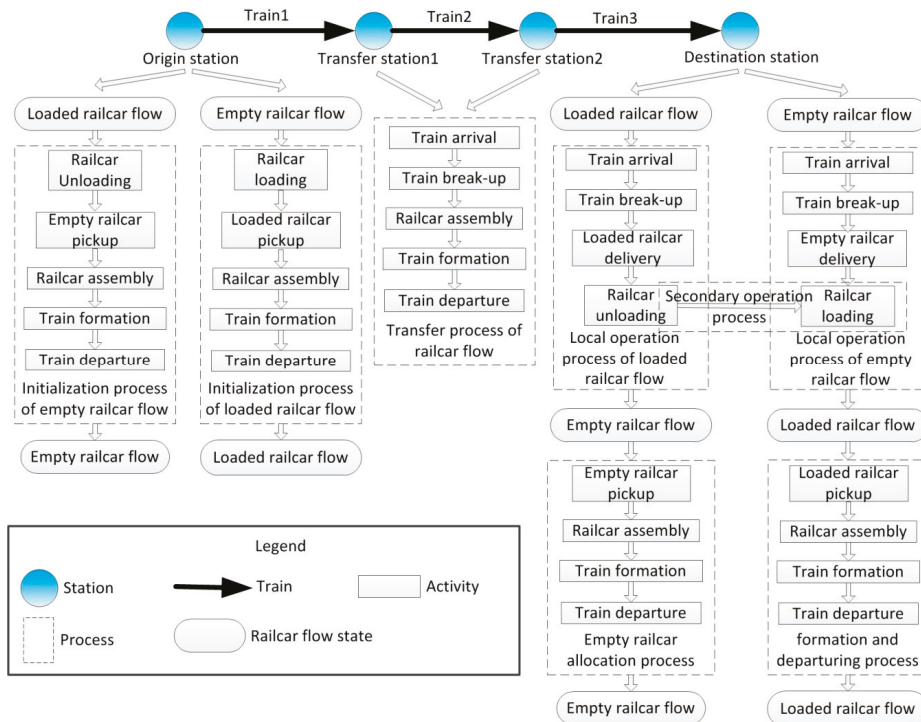 Train1
Train2
Train3
Origin station
Transfer station1
Transfer station2
Destination station
Loaded railcar flow
Railcar
Unloading
Empty railcar
pickup
Railcar assembly
Train formation
Train departure
Initialization process
of empty railcar flow
Empty railcar flow
Empty railcar flow
Railcar
loading
Loaded railcar
pickup
Railcar assembly
Train formation
Train departure
Initialization process
of loaded railcar flow
Loaded railcar flow
Train arrival
Train break-up
Railcar assembly
Train formation
Train departure
Transfer process of
railcar flow
Loaded railcar flow
Train arrival
Train break-up
Loaded railcar
delivery
Railcar
unloading
Secondary operation
process
Local operation
process of loaded
railcar flow
Empty railcar flow
Empty railcar
pickup
Railcar assembly
Train formation
Train departure
Empty railcar
allocation process
Empty railcar flow
Empty railcar flow
Train arrival
Train break-up
Empty railcar
delivery
Railcar
loading
Local operation
process of empty
railcar flow
Loaded railcar flow
Loaded railcar
pickup
Railcar assembly
Train formation
Train departure
formation and
departuring process
Loaded railcar flow
Legend
Station
Train
Activity
Process
Railcar flow state